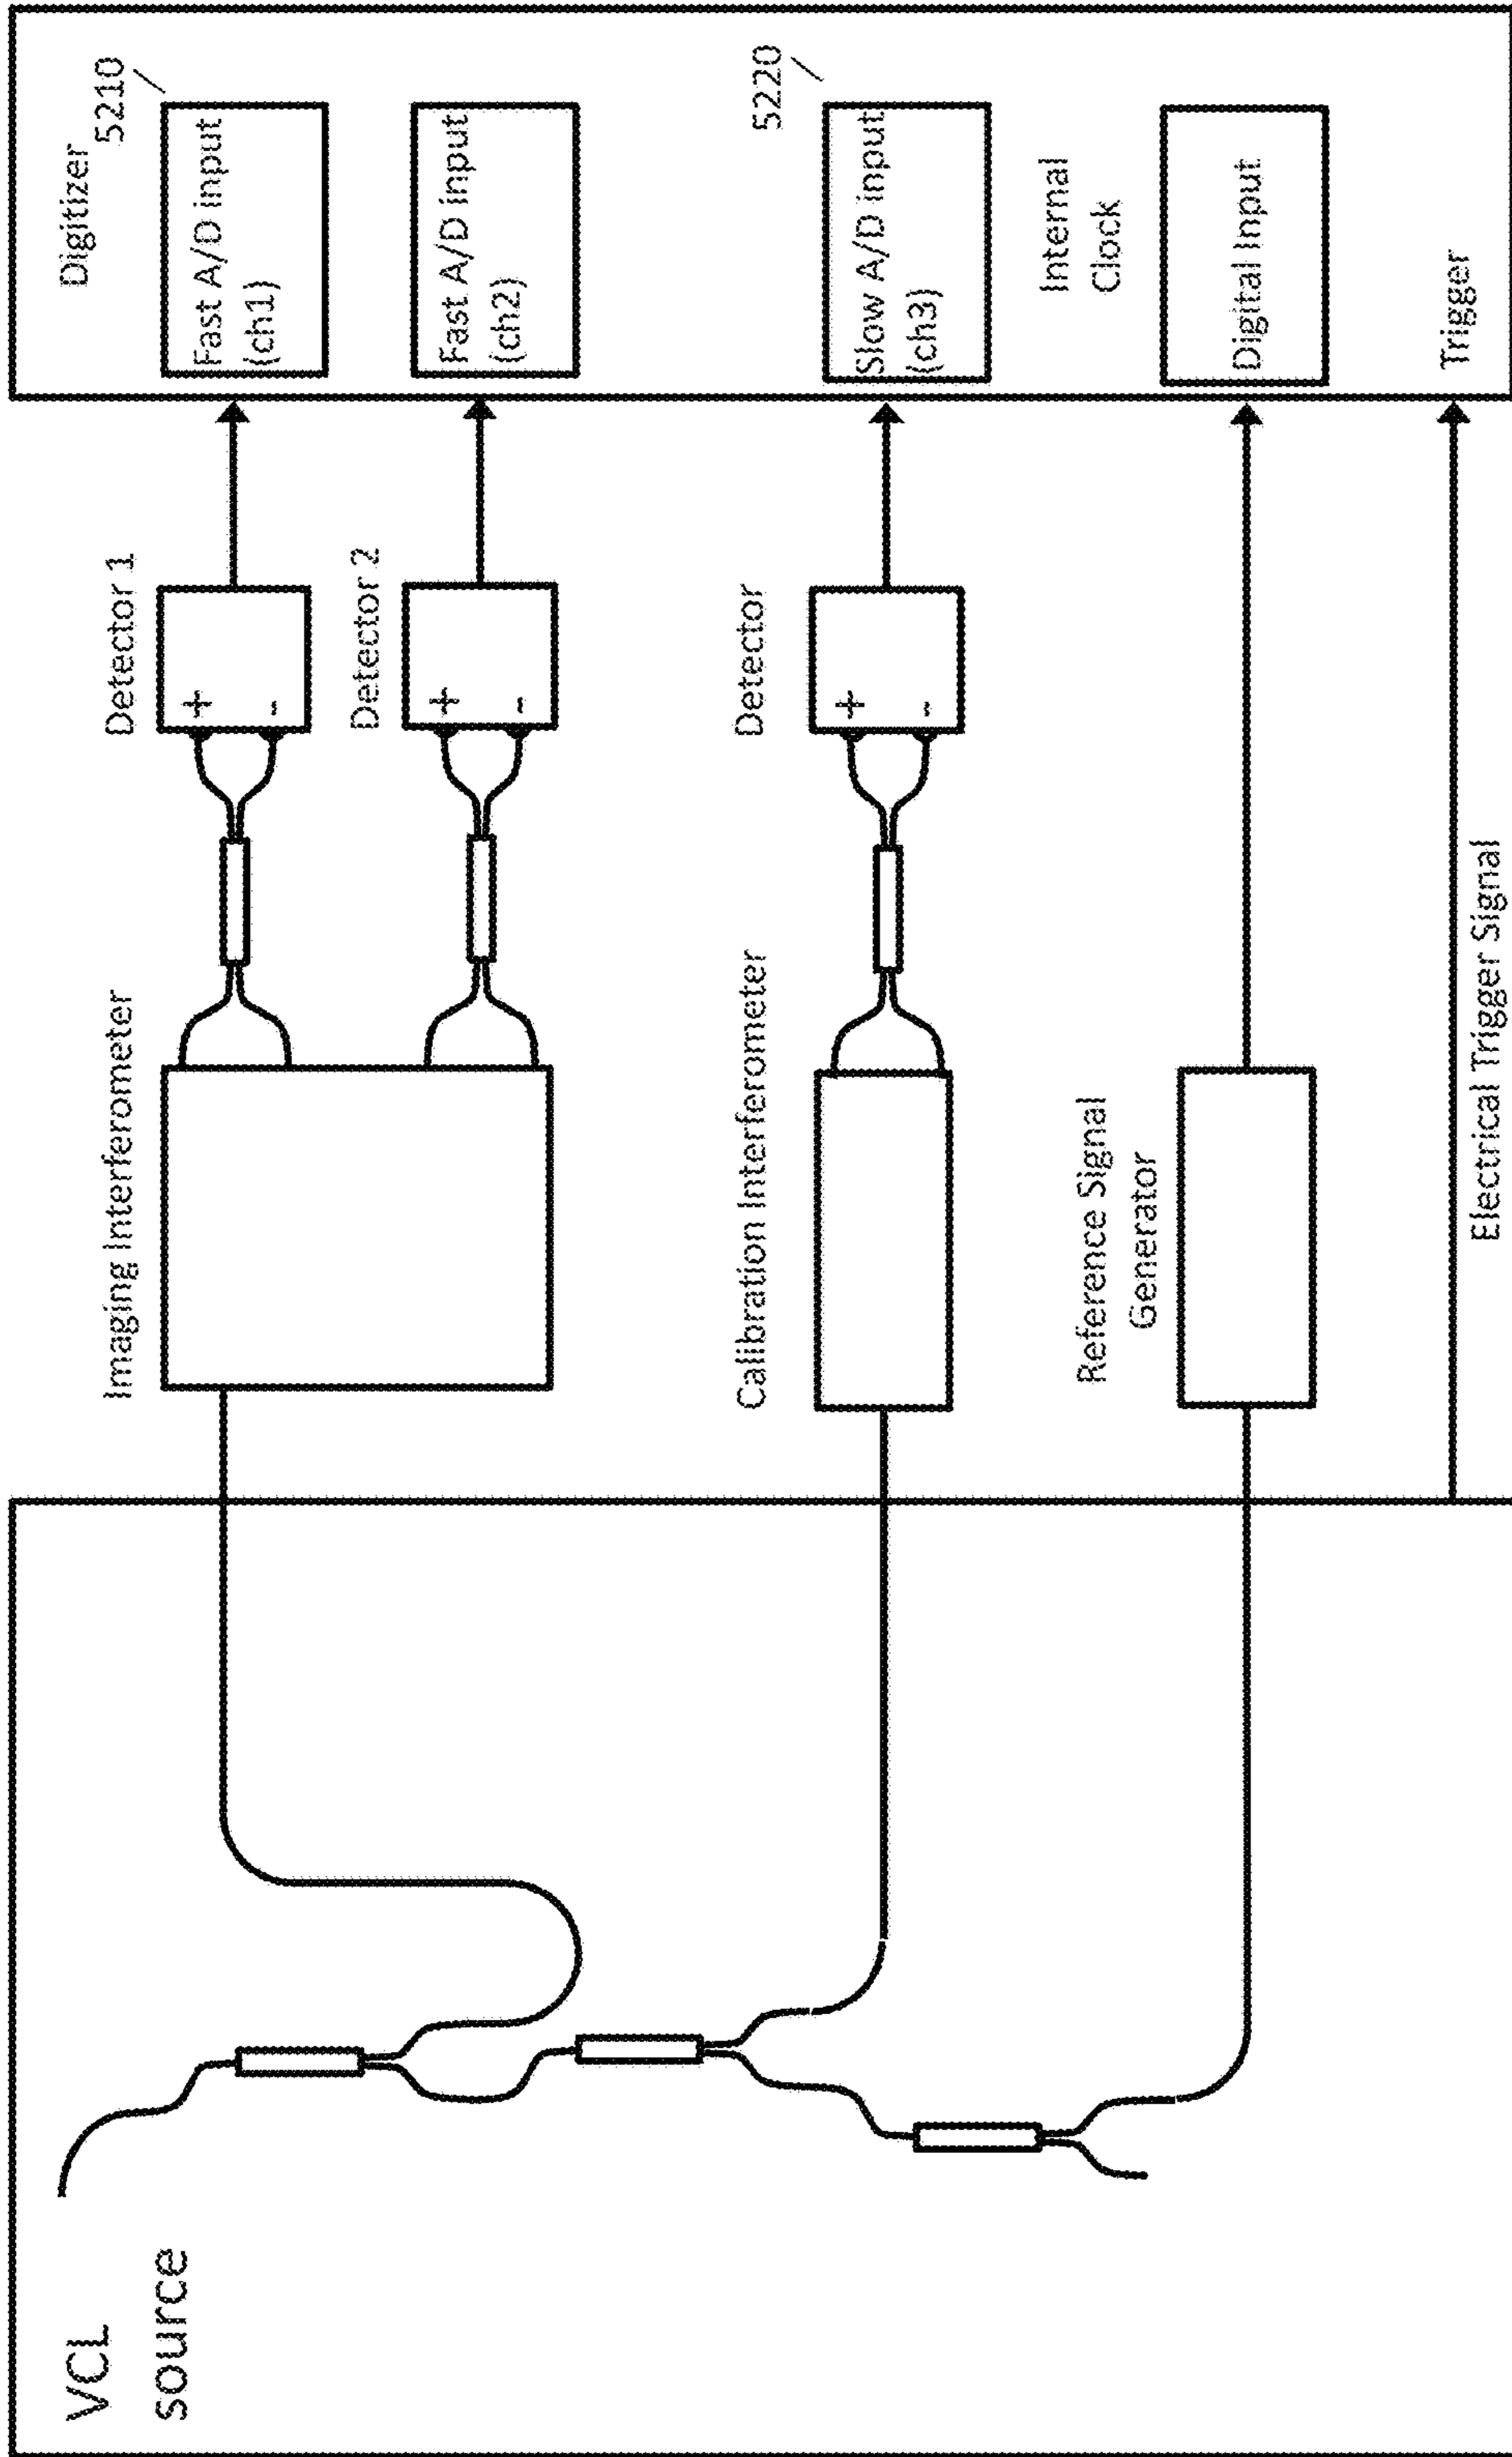 VCL
source
Imaging Interferometer
Detector 1
+
-
Detector 2
+
-
Digitizer
5210
Fast A/D input
(ch1)
Fast A/D input
(ch2)
Calibration Interferometer
Detector
+
-
5220
Slow A/D input
(ch3)
Internal
Clock
Reference Signal
Generator
Digital Input
Electrical Trigger Signal
Trigger